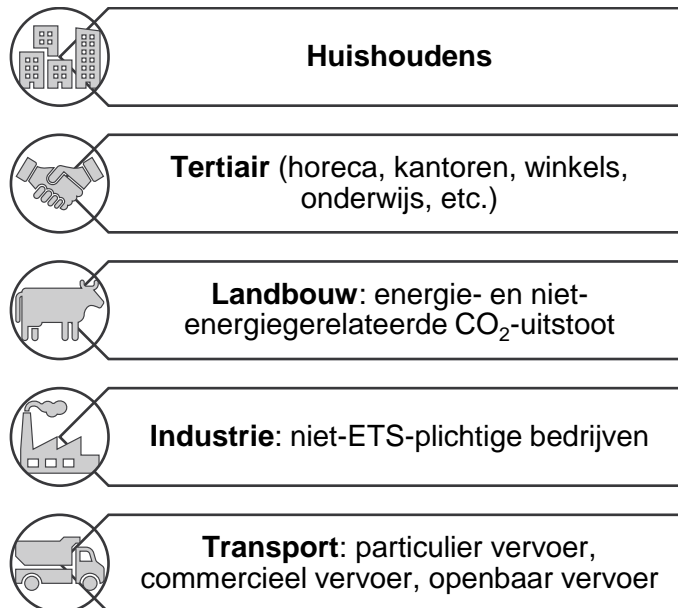 Huishoudens
Tertiair (horeca, kantoren, winkels,
onderwijs, etc.)
Landbouw: energie- en niet-
energiegerelateerde CO₂-uitstoot
Industrie: niet-ETS-plichtige bedrijven
Transport: particulier vervoer,
commercieel vervoer, openbaar vervoer